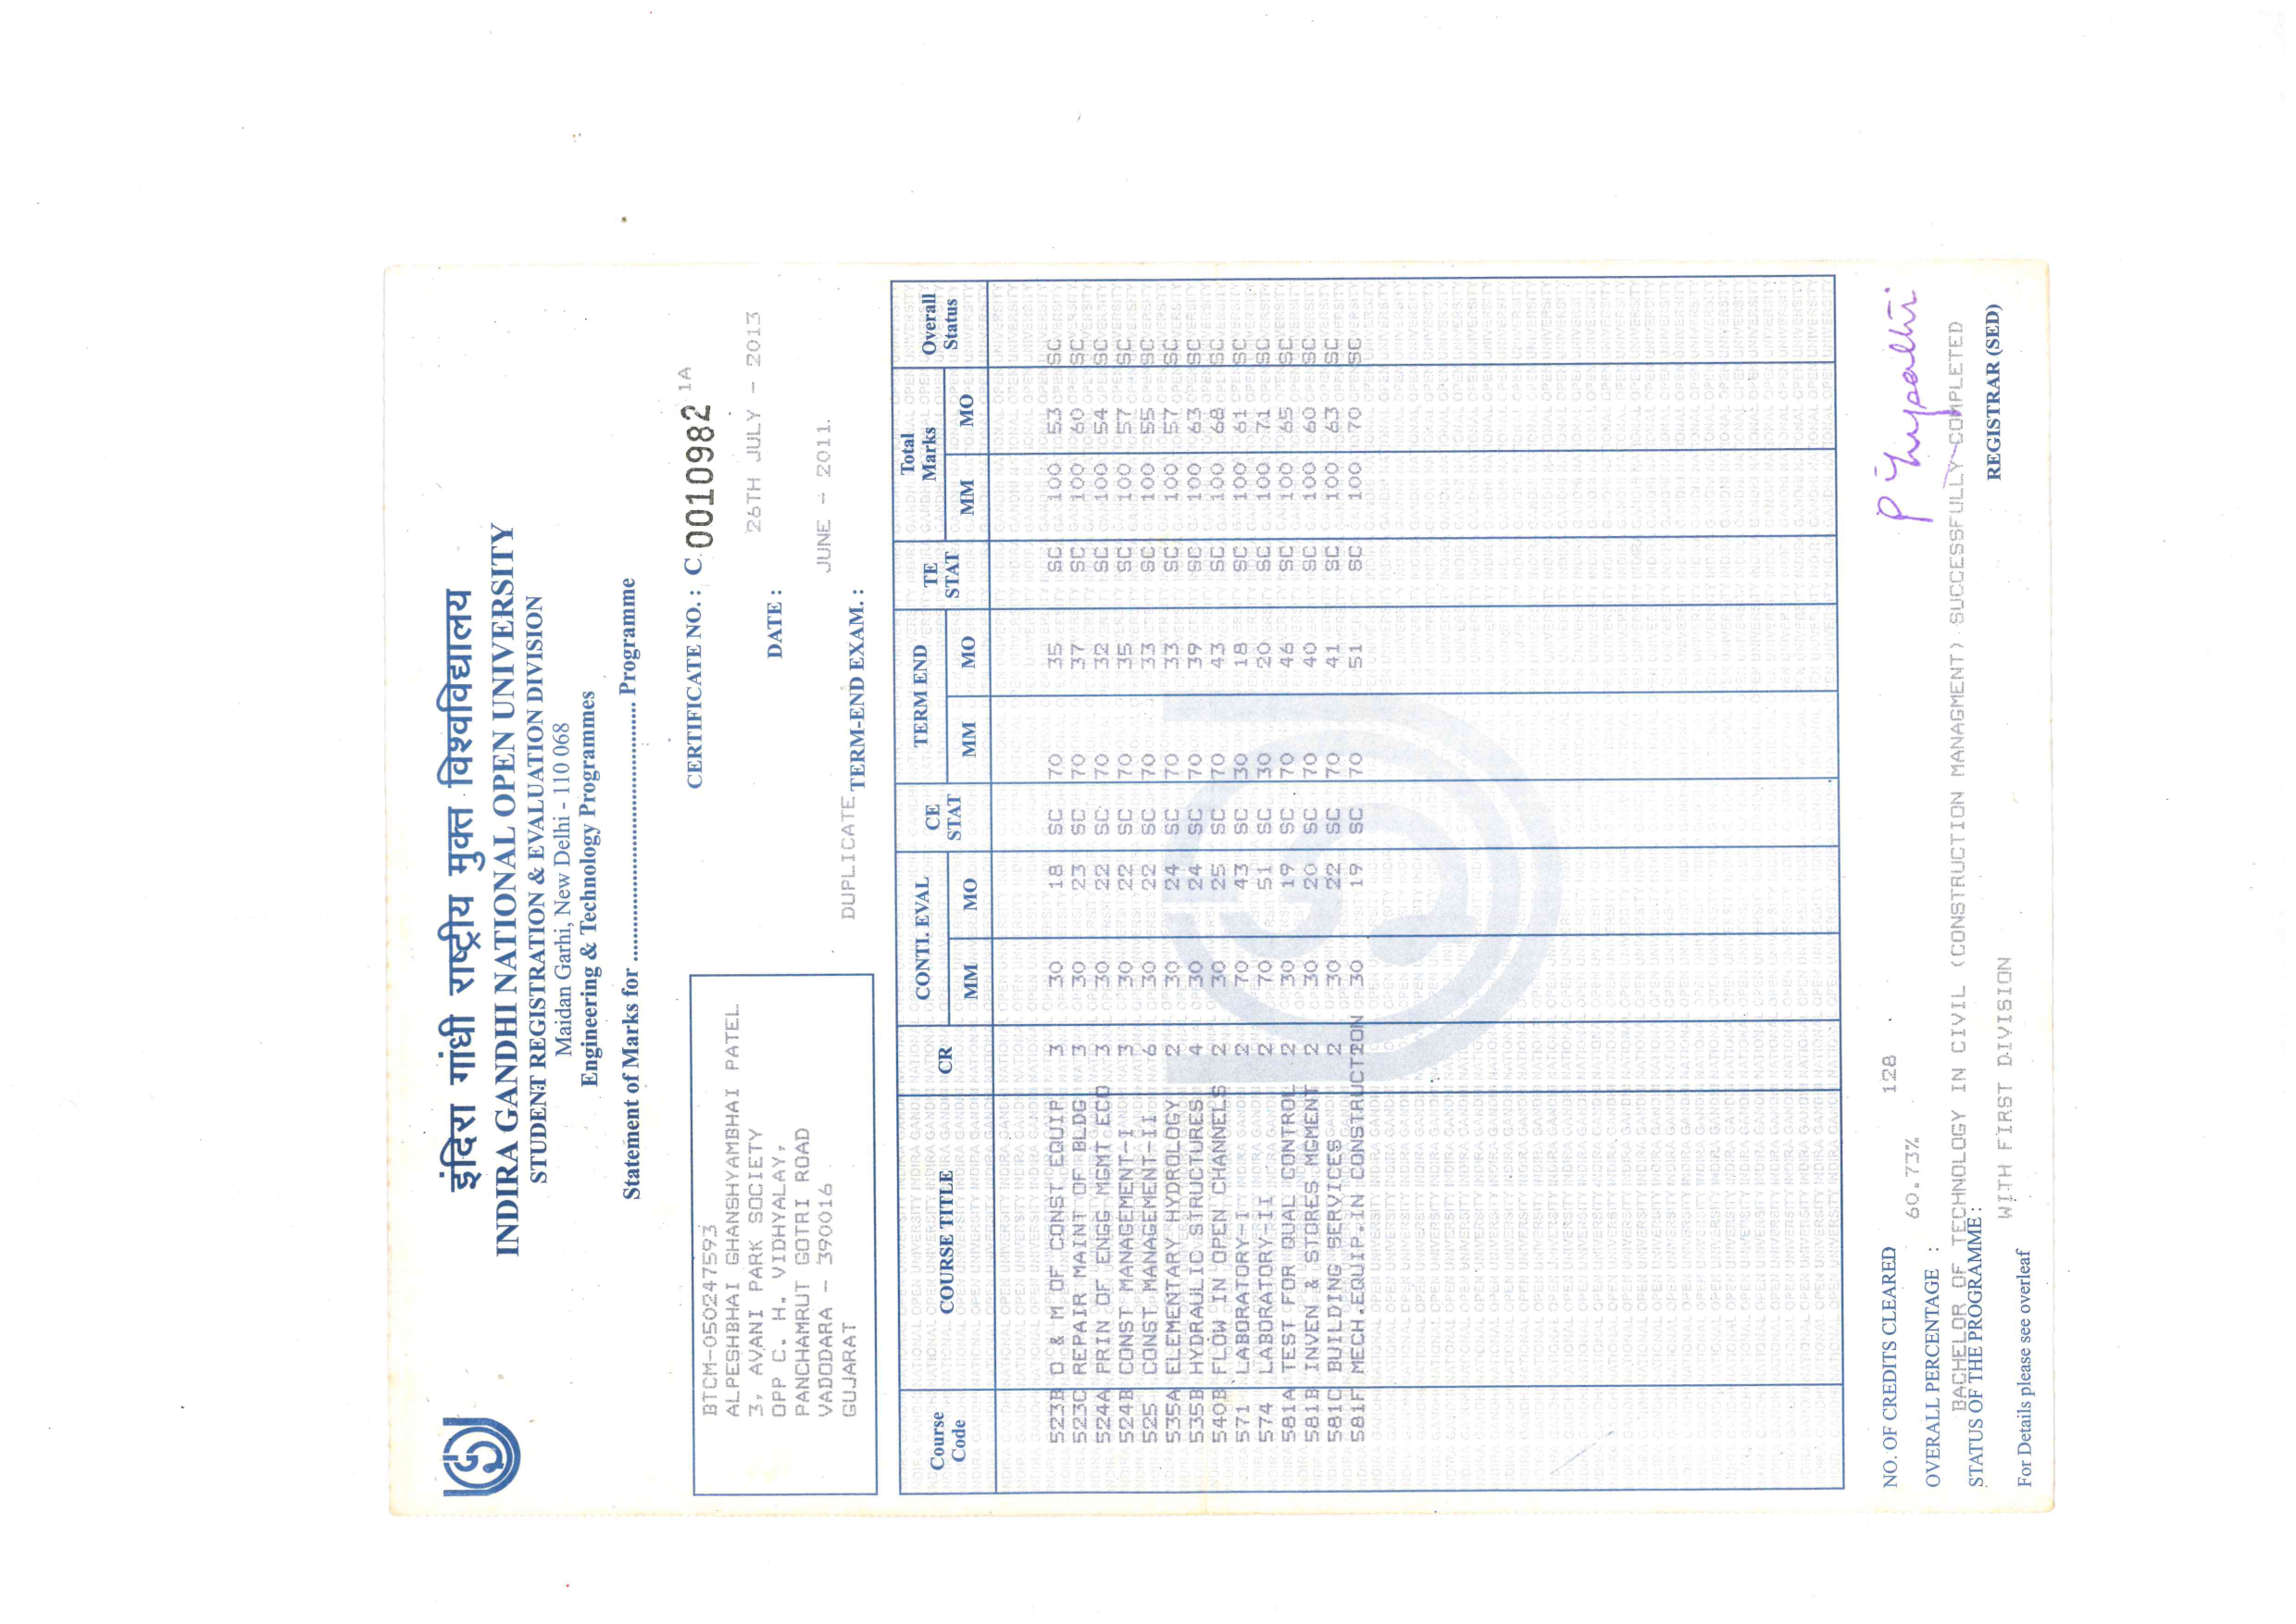 इंदिरा गांधी राष्ट्रीय मुक्त विश्वविद्यालय
INDIRA GANDHI NATIONAL OPEN UNIVERSITY
STUDENT REGISTRATION & EVALUATION DIVISION
Maidan Garhi, New Delhi - 110 068
Engineering & Technology Programmes
Statement of Marks for ........................................ Programme
CERTIFICATE NO. : C 0010982 1A
BTCM-050247593
ALPESHBHAI GHANSHYAMBHAI PATEL
3, AVANI PARK SOCIETY
OPP C. H. VIDHYALAY,
PANCHAMRUT GOTRI ROAD
VADODARA - 390016
GUJARAT
DATE : 26TH JULY - 2013
DUPLICATE TERM-END EXAM. : JUNE - 2011.
Course Code COURSE TITLE CR CONTI. EVAL CE STAT TERM END TE STAT Total Marks Overall Status
MM MO MM MO MM MO
523B O & M OF CONST EQUIP 3 30 18 SC 70 35 SC 100 53 SC
523C REPAIR MAINT OF BLDG 3 30 23 SC 70 37 SC 100 60 SC
524A PRIN OF ENGG MGMT ECO 3 30 22 SC 70 32 SC 100 54 SC
524B CONST MANAGEMENT-I 3 30 22 SC 70 35 SC 100 57 SC
525 CONST MANAGEMENT-II 6 30 22 SC 70 33 SC 100 55 SC
535A ELEMENTARY HYDROLOGY 2 30 24 SC 70 33 SC 100 57 SC
535B HYDRAULIC STRUCTURES 4 30 24 SC 70 39 SC 100 63 SC
540B FLOW IN OPEN CHANNELS 2 30 25 SC 70 43 SC 100 68 SC
571 LABORATORY-I 2 70 43 SC 30 18 SC 100 61 SC
574 LABORATORY-II 2 70 51 SC 30 20 SC 100 71 SC
581A TEST FOR QUAL CONTROL 2 30 19 SC 70 46 SC 100 65 SC
581B INVEN & STORES MGMENT 2 30 20 SC 70 40 SC 100 60 SC
581C BUILDING SERVICES 2 30 22 SC 70 41 SC 100 63 SC
581F MECH.EQUIP.IN CONSTRUCTION 30 19 SC 70 51 SC 100 70 SC
NO. OF CREDITS CLEARED 128
OVERALL PERCENTAGE : 60.73%
BACHELOR OF TECHNOLOGY IN CIVIL (CONSTRUCTION MANAGMENT) SUCCESSFULLY COMPLETED
STATUS OF THE PROGRAMME :
WITH FIRST DIVISION
REGISTRAR (SED)
For Details please see overleaf